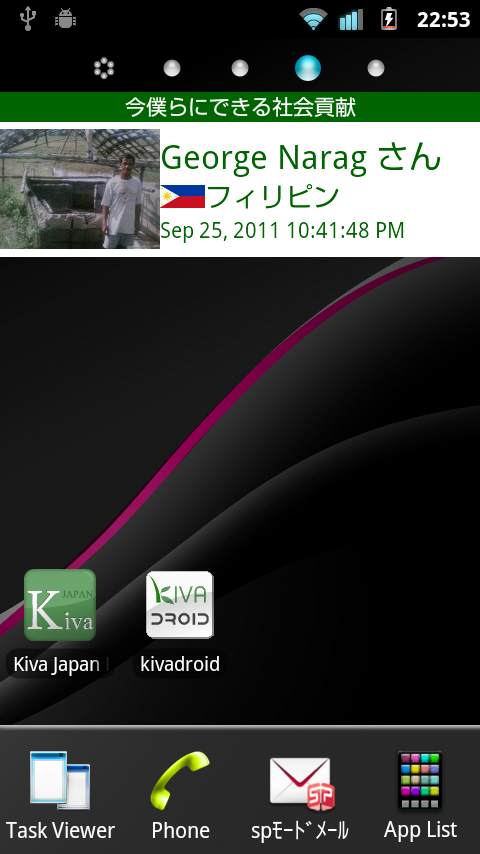 22:53
今僕らにできる社会貢献
George Narag さん
フィリピン
Sep 25, 2011 10:41:48 PM
K JAPAN iva
KIVA DROID
Kiva Japan
kivadroid
Task Viewer
Phone
spﾓｰﾄﾞﾒｰﾙ
App List